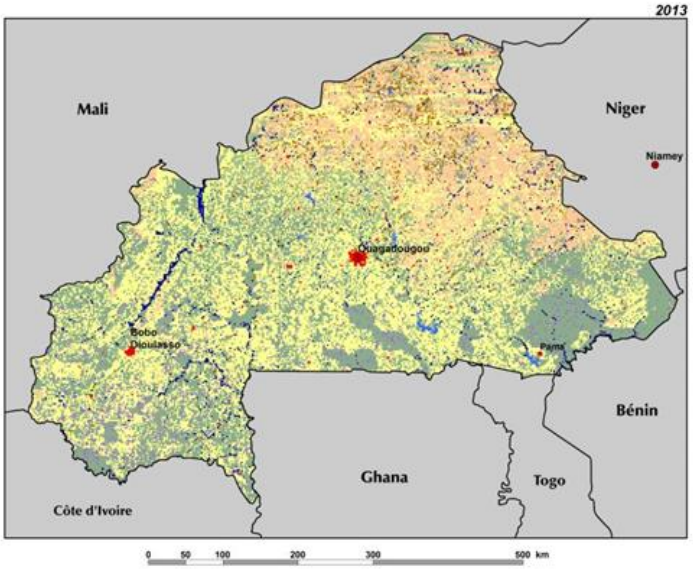 2013
Mali
Niger
Niamey
Ouagadougou
Bobo
Dioulasso
Pama
Bénin
Ghana
Togo
Côte d'Ivoire
0 50 100 200 300 500 km